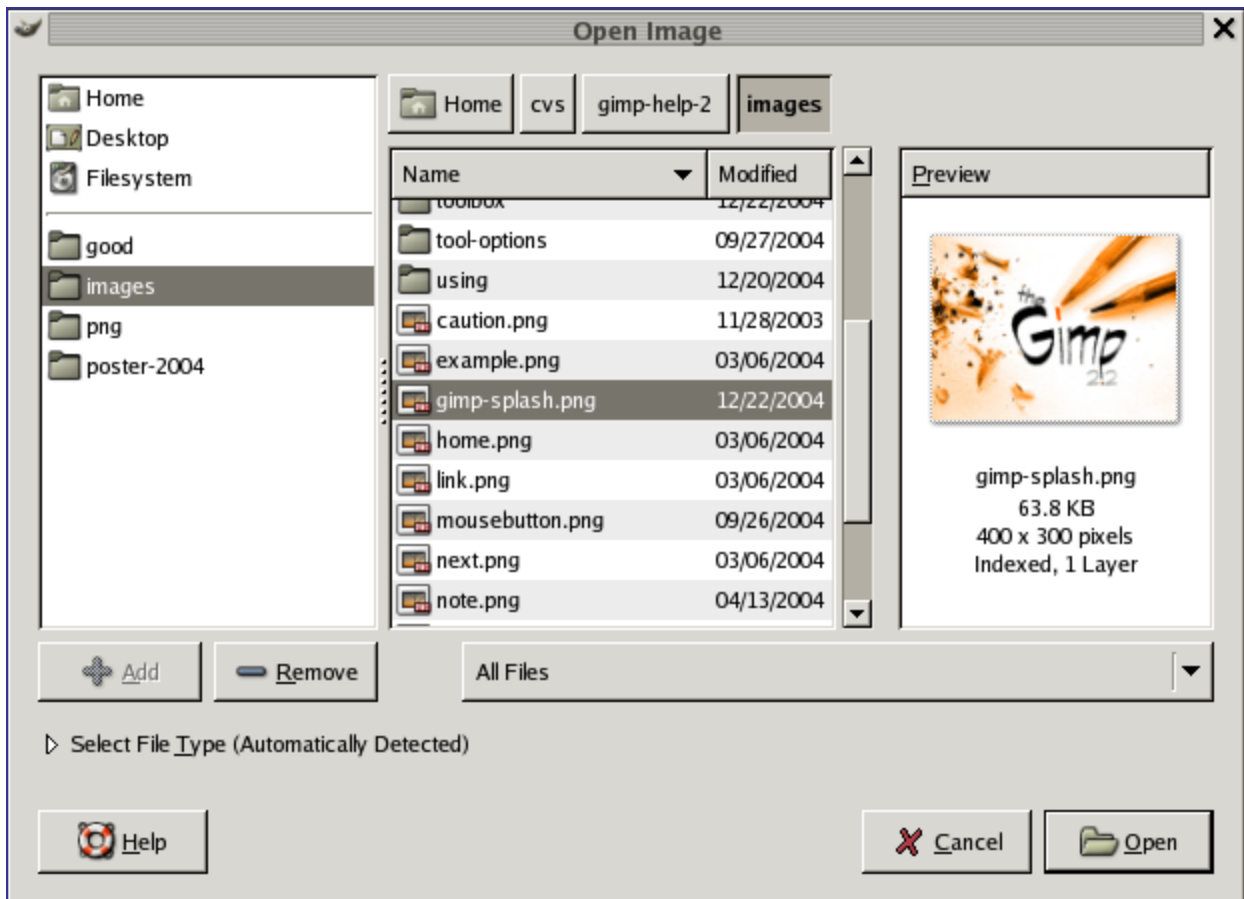 Open Image
Home
Desktop
Filesystem
good
images
png
poster-2004
Home cvs gimp-help-2 images
Name Modified
toolbox 12/22/2004
tool-options 09/27/2004
using 12/20/2004
caution.png 11/28/2003
example.png 03/06/2004
gimp-splash.png 12/22/2004
home.png 03/06/2004
link.png 03/06/2004
mousebutton.png 09/26/2004
next.png 03/06/2004
note.png 04/13/2004
Preview
the
Gimp
2.2
gimp-splash.png
63.8 KB
400 x 300 pixels
Indexed, 1 Layer
Add Remove All Files
Select File Type (Automatically Detected)
Help Cancel Open